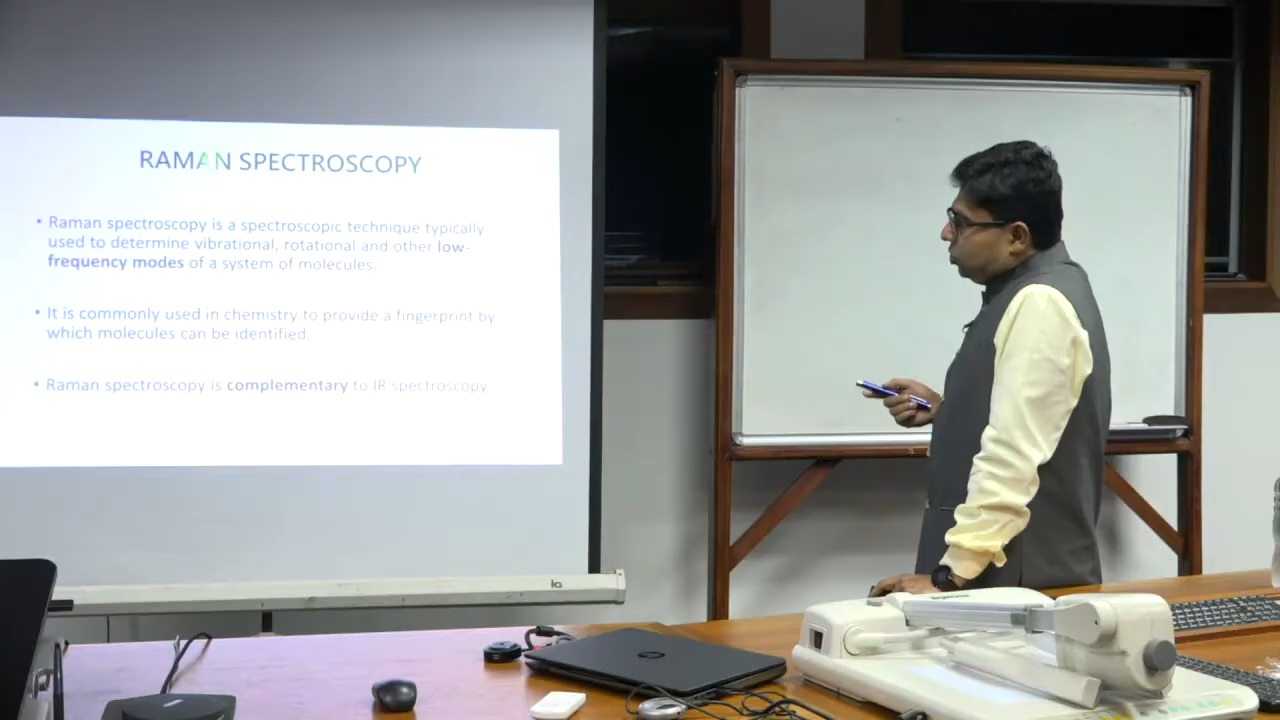 RAMAN SPECTROSCOPY
• Raman spectroscopy is a spectroscopic technique typically
used to determine vibrational, rotational and other low-
frequency modes of a system of molecules.
• It is commonly used in chemistry to provide a fingerprint by
which molecules can be identified.
• Raman spectroscopy is complementary to IR spectroscopy